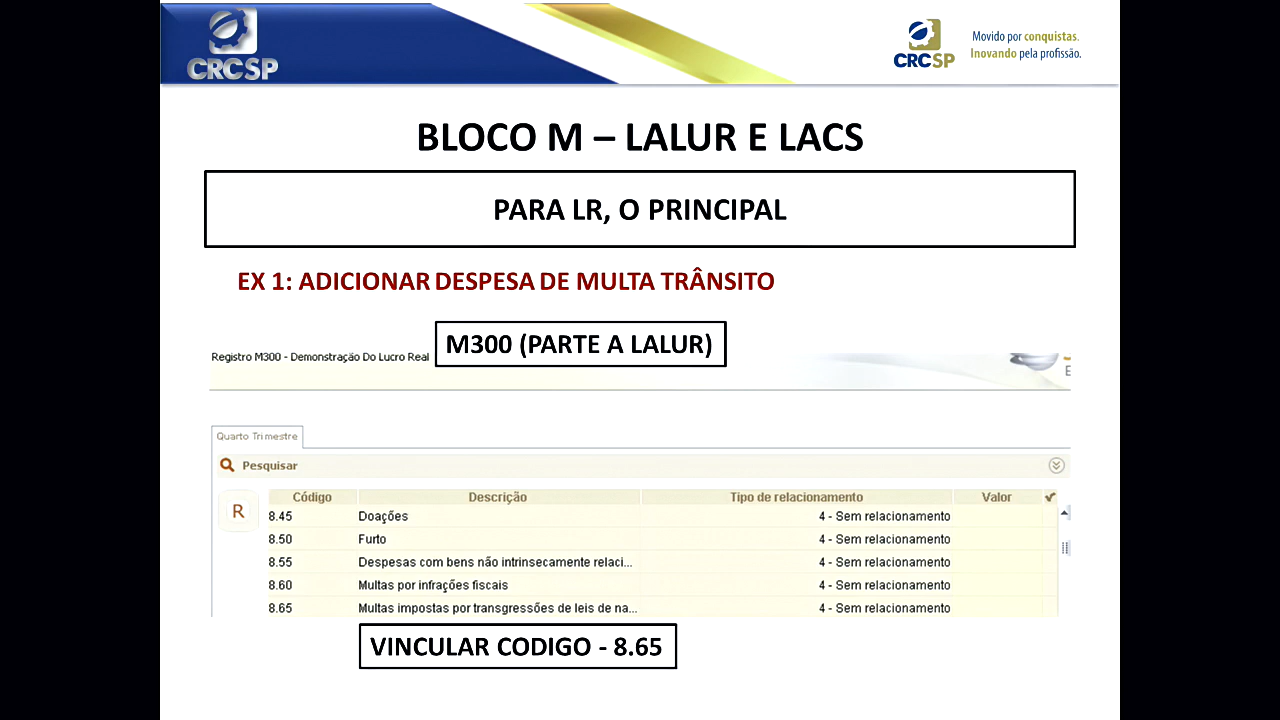 CRCSP
CRCSP
Movido por conquistas.
Inovando pela profissão.
BLOCO M – LALUR E LACS
PARA LR, O PRINCIPAL
EX 1: ADICIONAR DESPESA DE MULTA TRÂNSITO
M300 (PARTE A LALUR)
Registro M300 - Demonstração Do Lucro Real
E
Quarto Trimestre
Pesquisar
R
Código Descrição Tipo de relacionamento Valor
8.45 Doações 4 - Sem relacionamento
8.50 Furto 4 - Sem relacionamento
8.55 Despesas com bens não intrinsecamente relaci... 4 - Sem relacionamento
8.60 Multas por infrações fiscais 4 - Sem relacionamento
8.65 Multas impostas por transgressões de leis de na... 4 - Sem relacionamento
VINCULAR CODIGO - 8.65